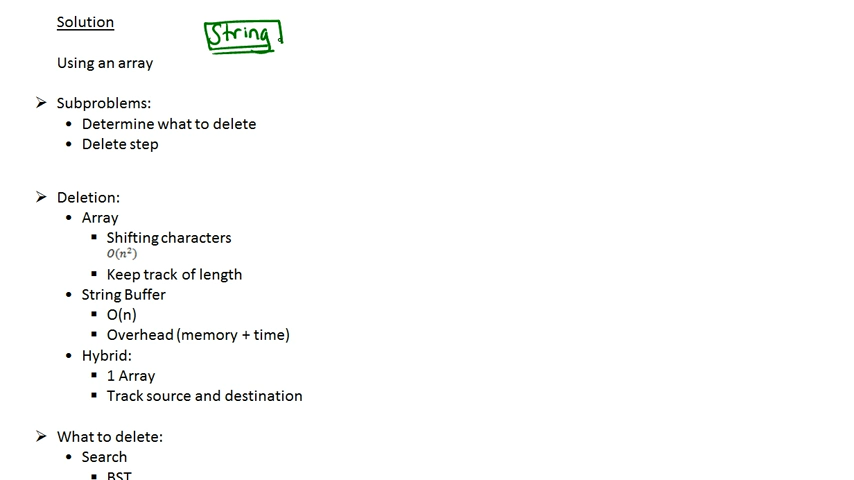 Solution
String
Using an array
➢ Subproblems:
• Determine what to delete
• Delete step
➢ Deletion:
• Array
▪ Shifting characters
O(n²)
▪ Keep track of length
• String Buffer
▪ O(n)
▪ Overhead (memory + time)
• Hybrid:
▪ 1 Array
▪ Track source and destination
➢ What to delete:
• Search
▪ BST